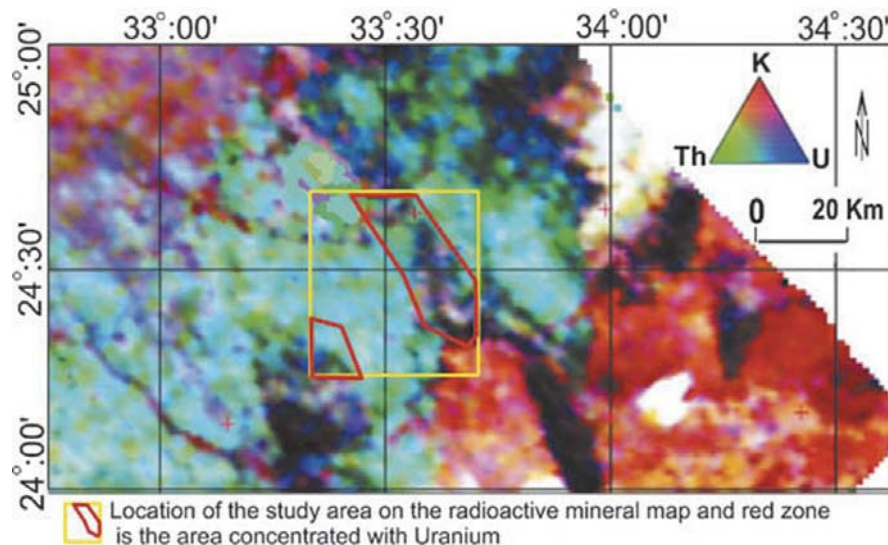 33°00' 33°30' 34°00' 34°30'
25°00'
K
Th U
N
0 20 Km
24°30'
24°00'
Location of the study area on the radioactive mineral map and red zone
is the area concentrated with Uranium